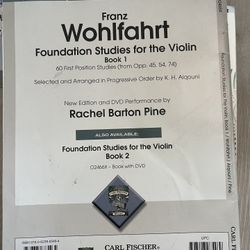 Franz
Wohlfahrt
Foundation Studies for the Violin
Book 1
60 First Position Studies (from Opp. 45, 54, 74)
Selected and Arranged in Progressive Order by K. H. Aiqouni
New Edition and DVD Performance by
Rachel Barton Pine
ALSO AVAILABLE:
Foundation Studies for the Violin
Book 2
O2466X – Book with DVD
CARL FISCHER®
UPC: